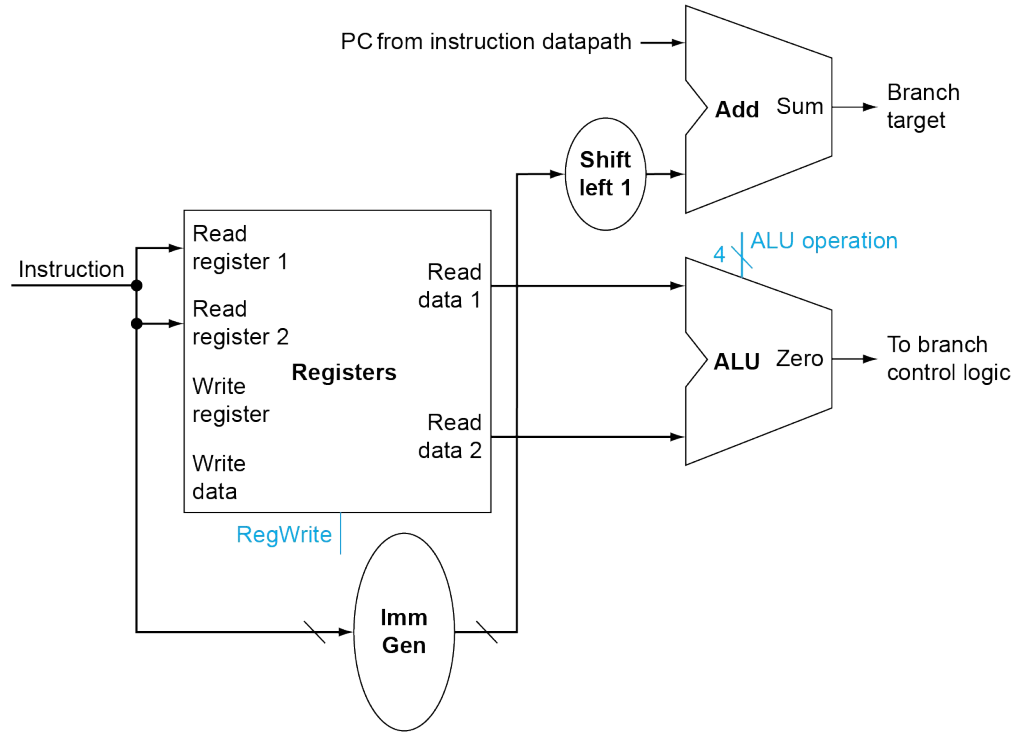 PC from instruction datapath
Add
Sum
Branch
target
Shift
left 1
Instruction
Read
register 1
Read
register 2
Write
register
Write
data
Registers
Read
data 1
Read
data 2
RegWrite
4
ALU operation
ALU
Zero
To branch
control logic
Imm
Gen